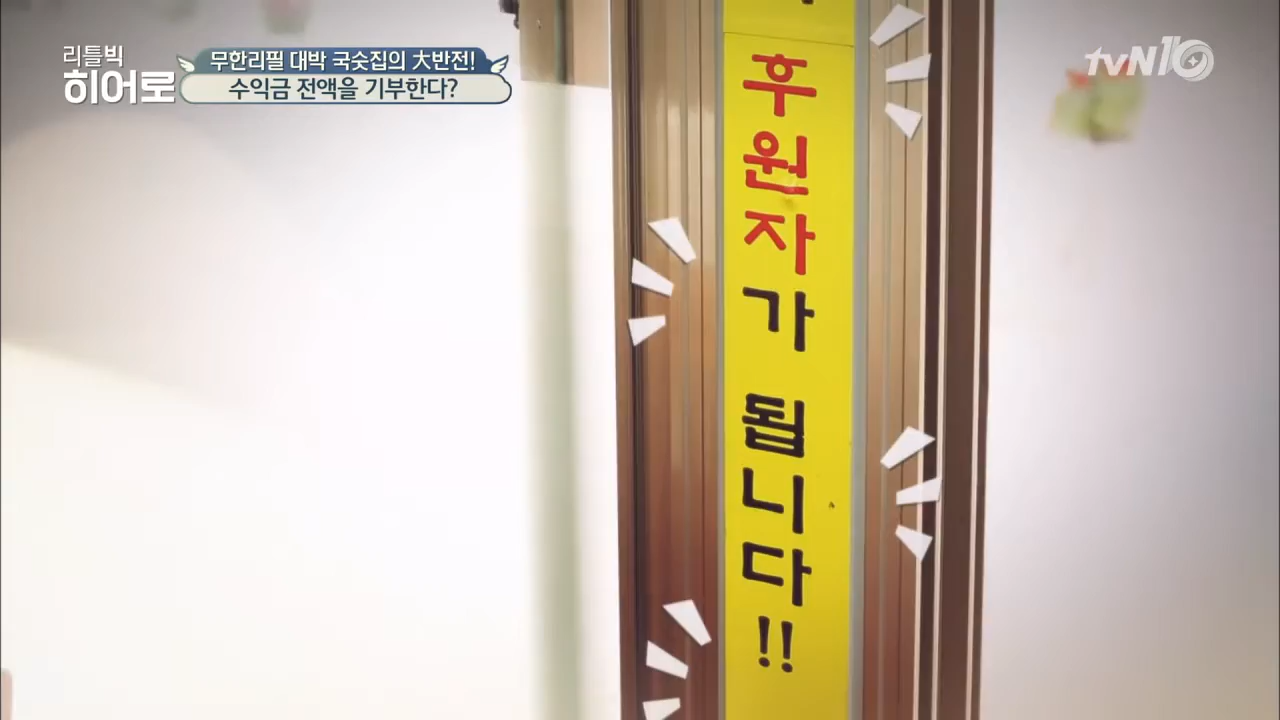 리틀빅
히어로
무한리필 대박 국숫집의 大반전!
수익금 전액을 기부한다?
tvN10
후원자가 됩니다!!